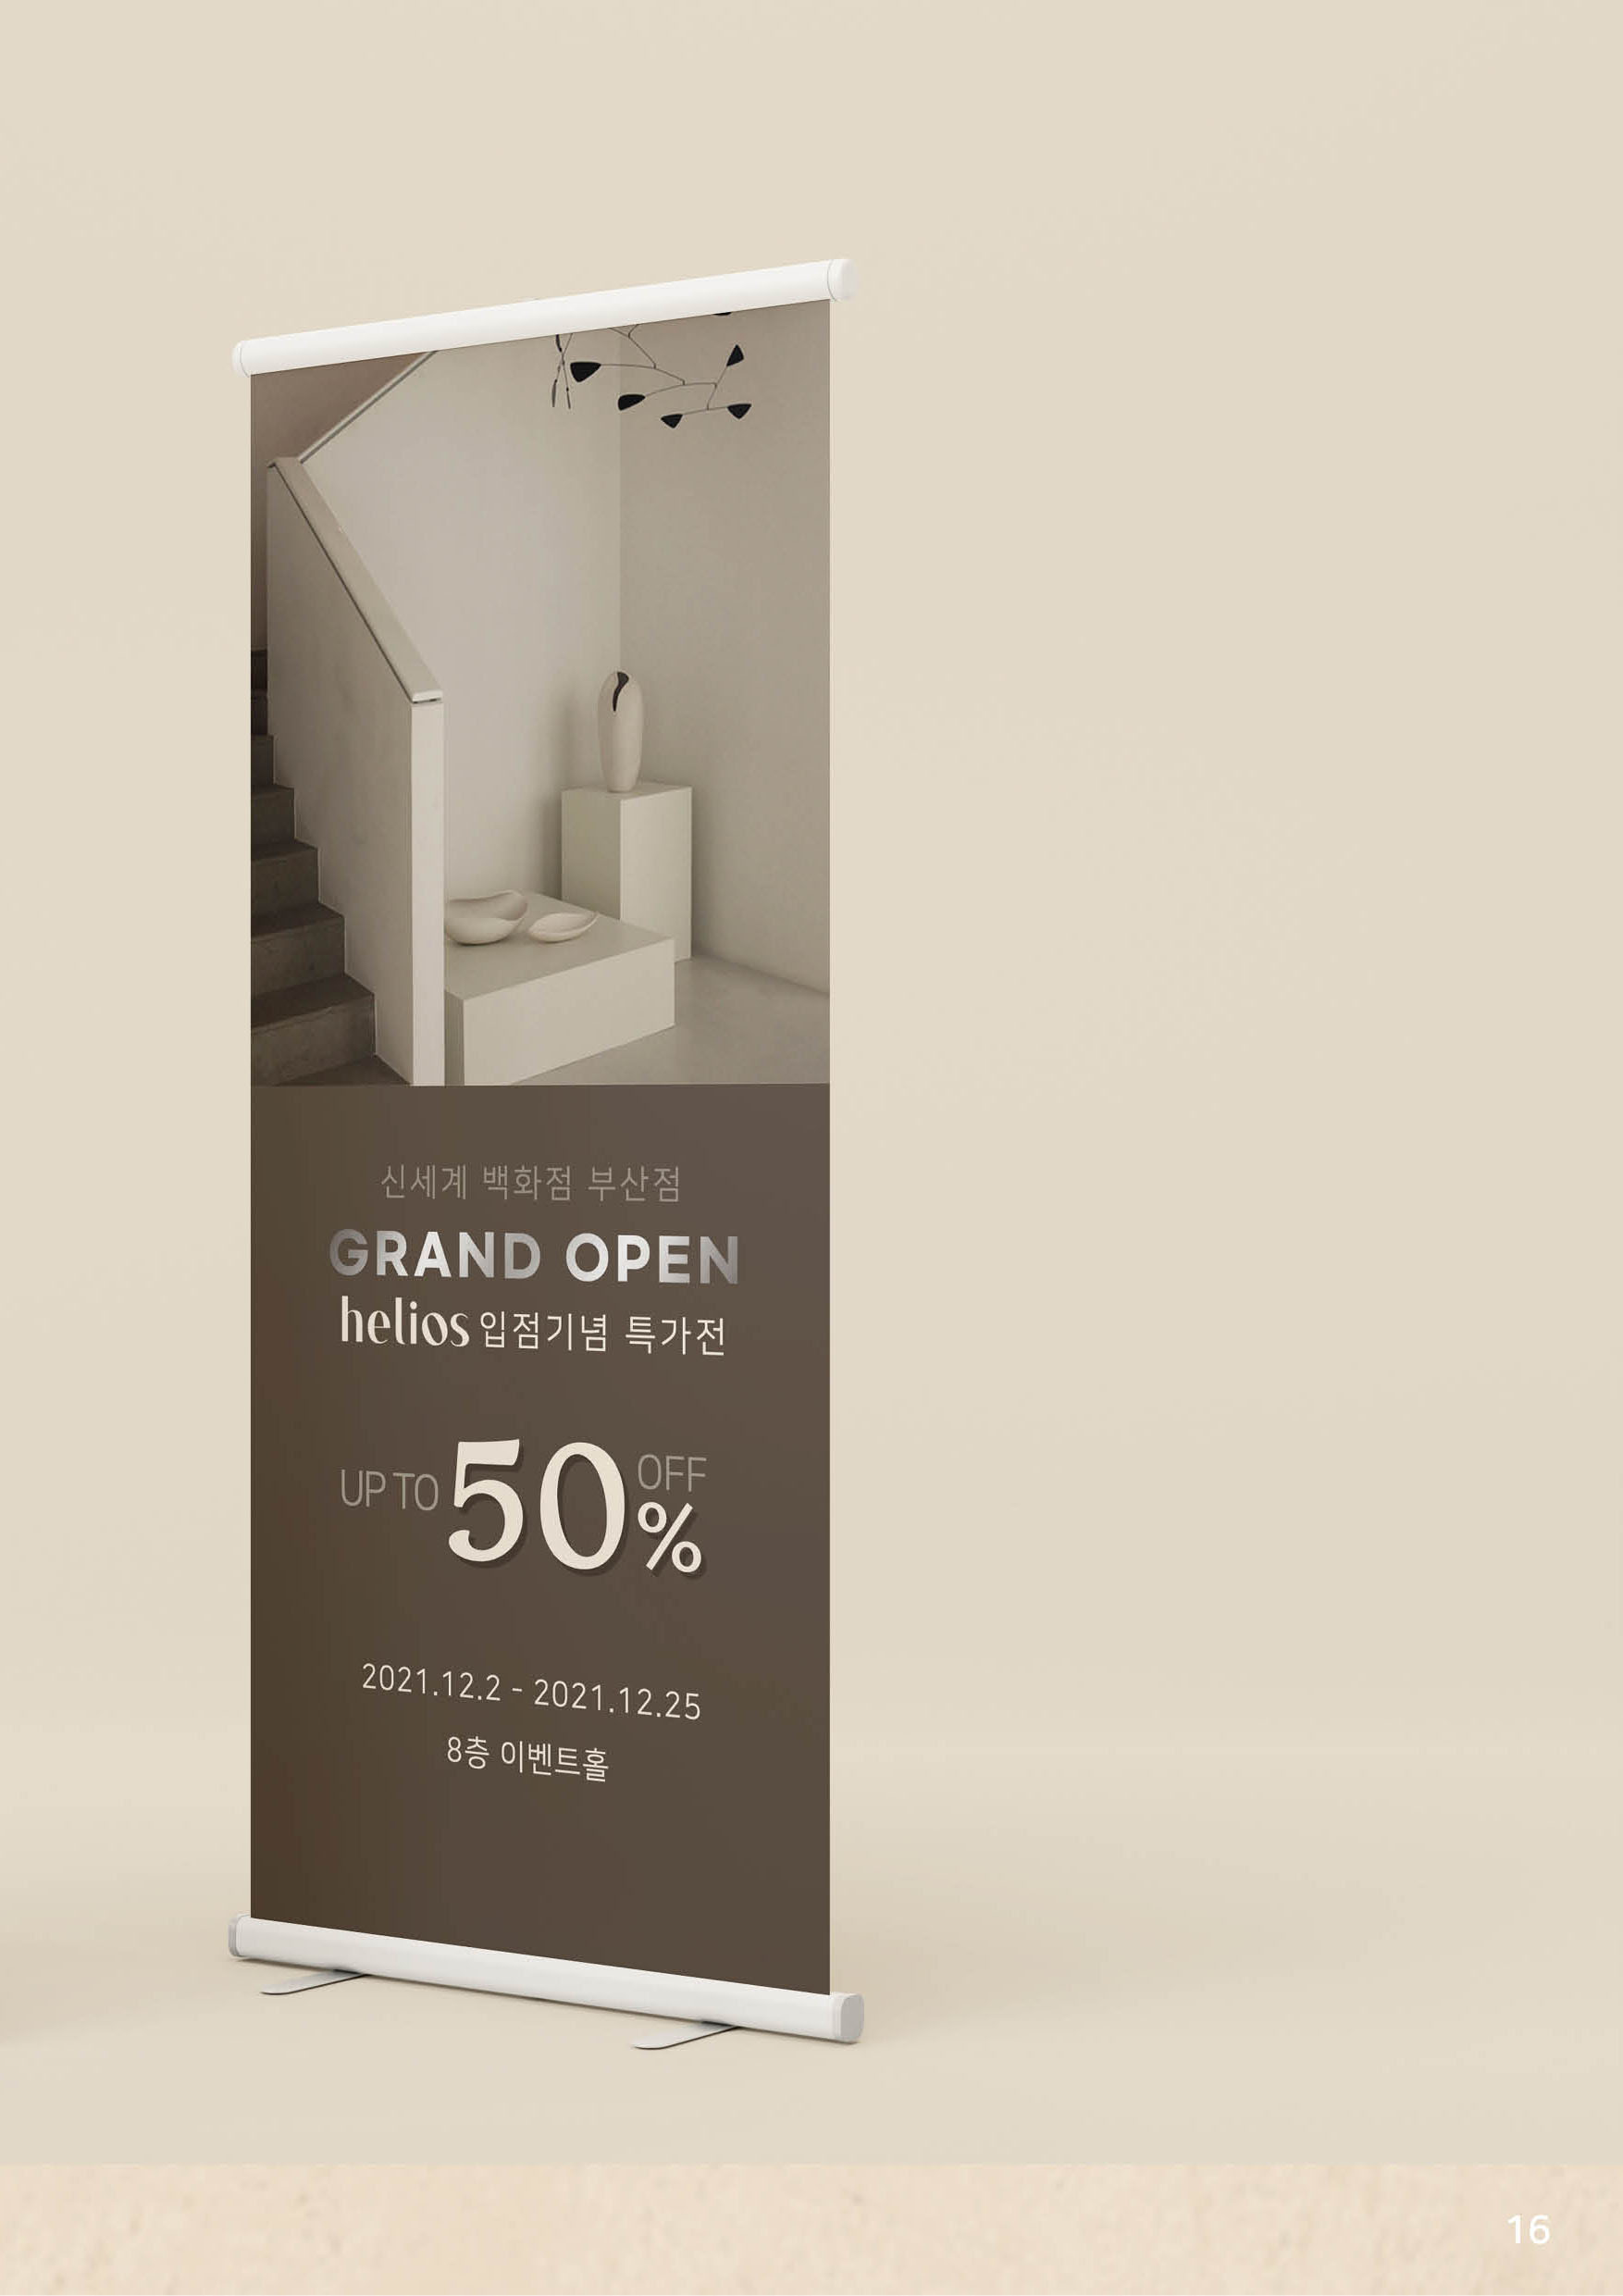 신세계 백화점 부산점
GRAND OPEN
helios 입점기념 특가전
UP TO 50% OFF
2021.12.2 - 2021.12.25
8층 이벤트홀
16